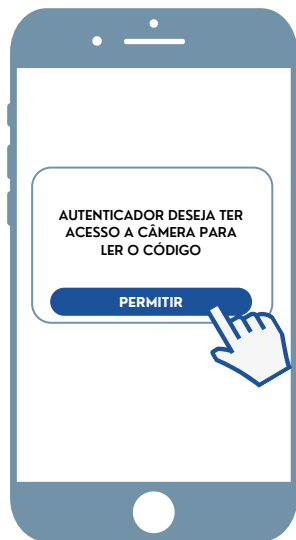 AUTENTICADOR DESEJA TER
ACESSO A CÂMERA PARA
LER O CÓDIGO
PERMITIR